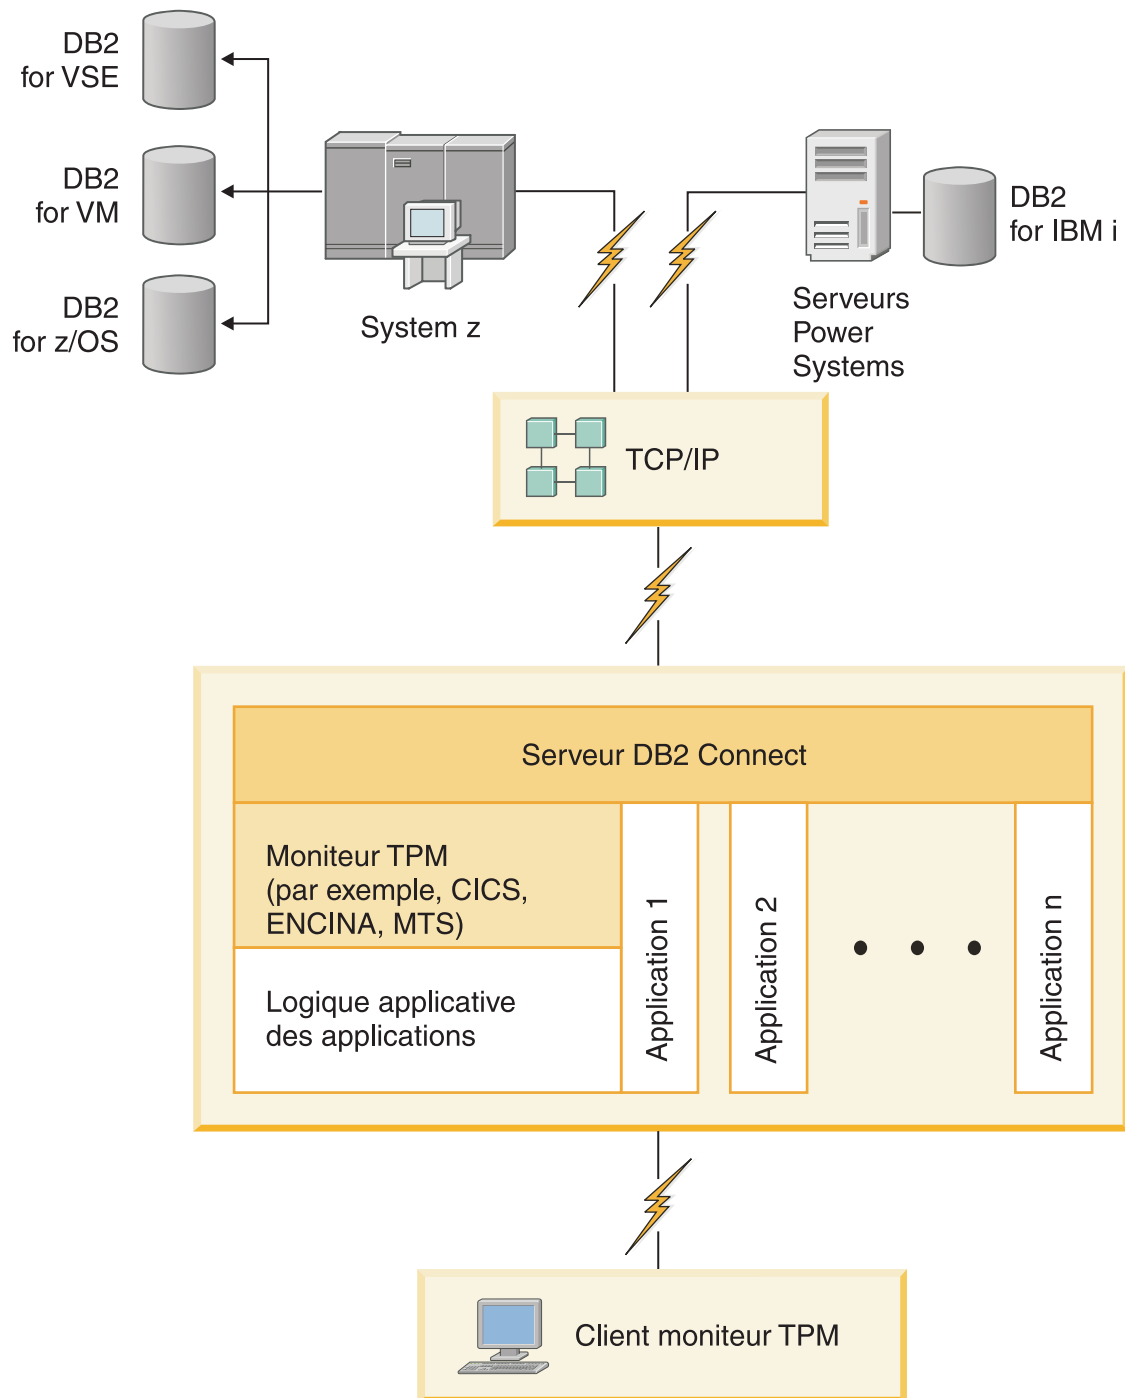 DB2
for VSE
DB2
for VM
DB2
for z/OS
System z
DB2
for IBM i
Serveurs
Power
Systems
TCP/IP
Serveur DB2 Connect
Moniteur TPM
(par exemple, CICS,
ENCINA, MTS)
Logique applicative
des applications
Application 1
Application 2
Application n
Client moniteur TPM